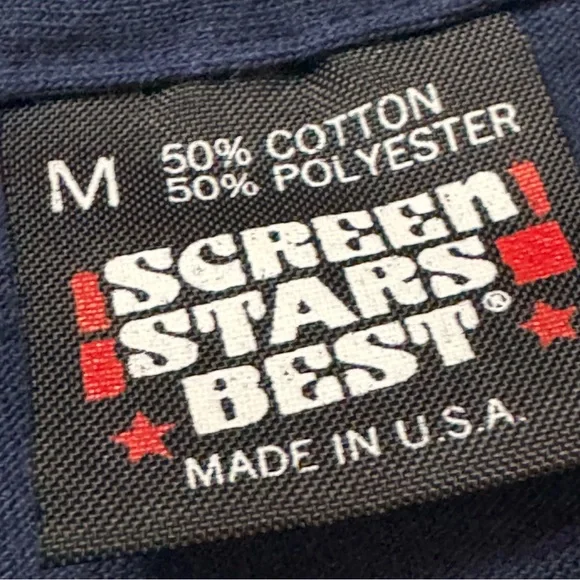 M
50% COTTON
50% POLYESTER
SCREEN
STARS
BEST®
MADE IN U.S.A.